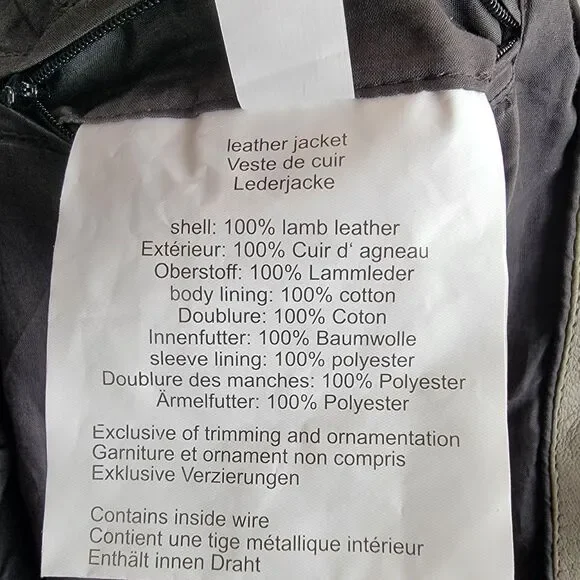 leather jacket
Veste de cuir
Lederjacke
shell: 100% lamb leather
Extérieur: 100% Cuir d' agneau
Oberstoff: 100% Lammleder
body lining: 100% cotton
Doublure: 100% Coton
Innenfutter: 100% Baumwolle
sleeve lining: 100% polyester
Doublure des manches: 100% Polyester
Ärmelfutter: 100% Polyester
Exclusive of trimming and ornamentation
Garniture et ornament non compris
Exklusive Verzierungen
Contains inside wire
Contient une tige métallique intérieur
Enthält innen Draht